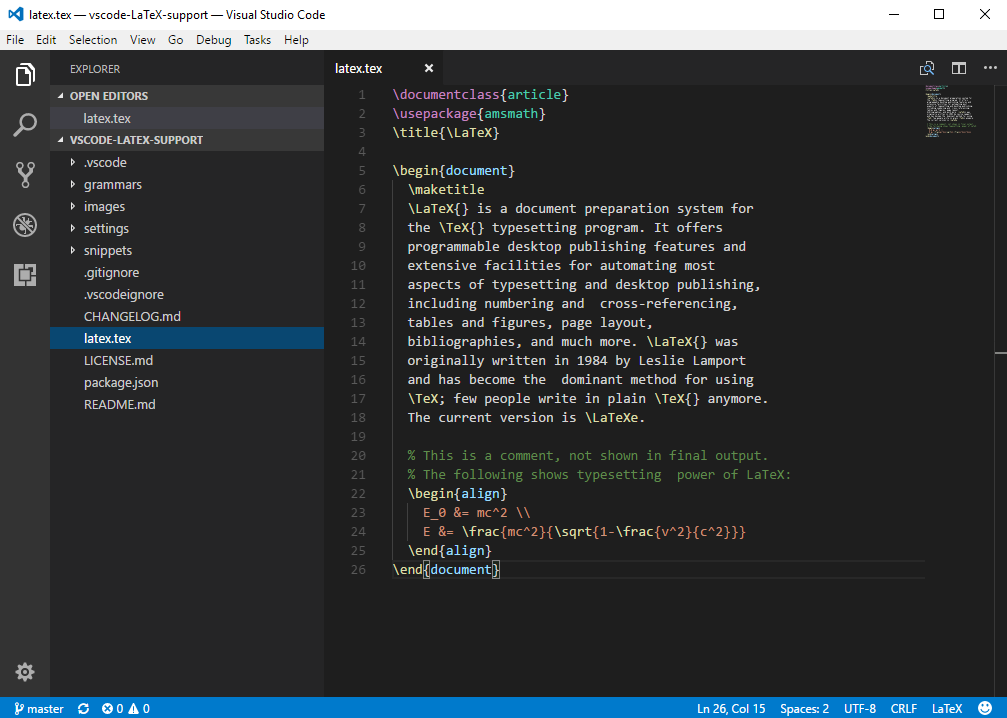 latex.tex — vscode-LaTeX-support — Visual Studio Code
File Edit Selection View Go Debug Tasks Help
EXPLORER
OPEN EDITORS
latex.tex
VSCODE-LATEX-SUPPORT
.vscode
grammars
images
settings
snippets
.gitignore
.vscodeignore
CHANGELOG.md
latex.tex
LICENSE.md
package.json
README.md
latex.tex
1 \documentclass{article}
2 \usepackage{amsmath}
3 \title{\LaTeX}
4
5 \begin{document}
6   \maketitle
7   \LaTeX{} is a document preparation system for
8   the \TeX{} typesetting program. It offers
9   programmable desktop publishing features and
10   extensive facilities for automating most
11   aspects of typesetting and desktop publishing,
12   including numbering and  cross-referencing,
13   tables and figures, page layout,
14   bibliographies, and much more. \LaTeX{} was
15   originally written in 1984 by Leslie Lamport
16   and has become the  dominant method for using
17   \TeX; few people write in plain \TeX{} anymore.
18   The current version is \LaTeXe.
19
20   % This is a comment, not shown in final output.
21   % The following shows typesetting  power of LaTeX:
22   \begin{align}
23     E_0 &= mc^2 \\
24     E &= \frac{mc^2}{\sqrt{1-\frac{v^2}{c^2}}}
25   \end{align}
26 \end{document}
master 0 0 Ln 26, Col 15 Spaces: 2 UTF-8 CRLF LaTeX